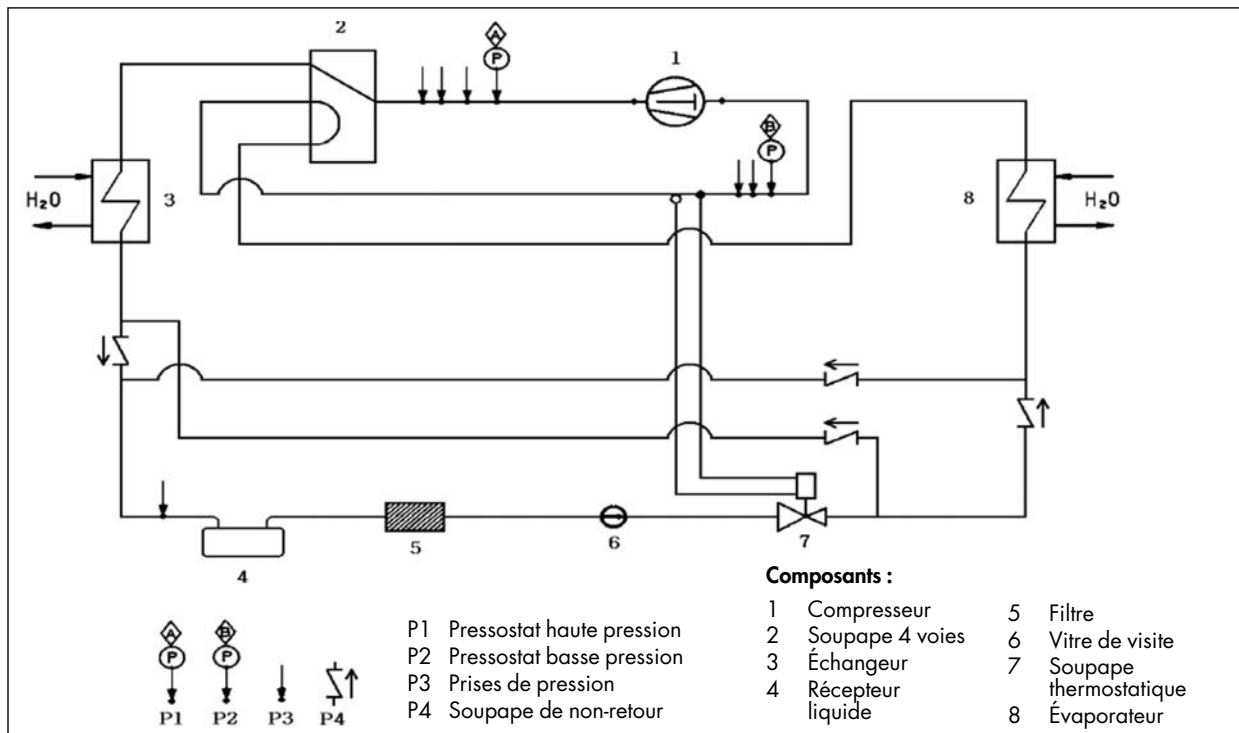 2
A
P
1
B
P
H₂O
3
8
H₂O
4
5
6
7
A
P
P1
B
P
P2
P3
P4
P1 Pressostat haute pression
P2 Pressostat basse pression
P3 Prises de pression
P4 Soupape de non-retour
Composants :
1 Compresseur
2 Soupape 4 voies
3 Échangeur
4 Récepteur
liquide
5 Filtre
6 Vitre de visite
7 Soupape
thermostatique
8 Évaporateur